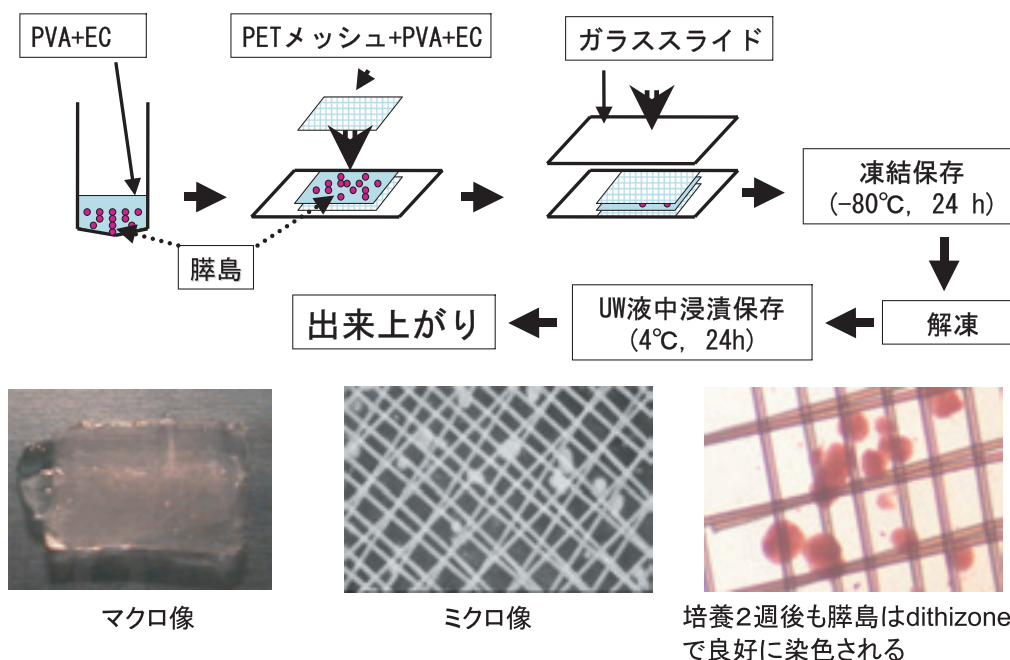 PVA+EC
PETメッシュ+PVA+EC
ガラススライド
膵島
凍結保存
(-80℃, 24 h)
解凍
UW液中浸漬保存
(4℃, 24h)
出来上がり
マクロ像
ミクロ像
培養2週後も膵島はdithizone
で良好に染色される